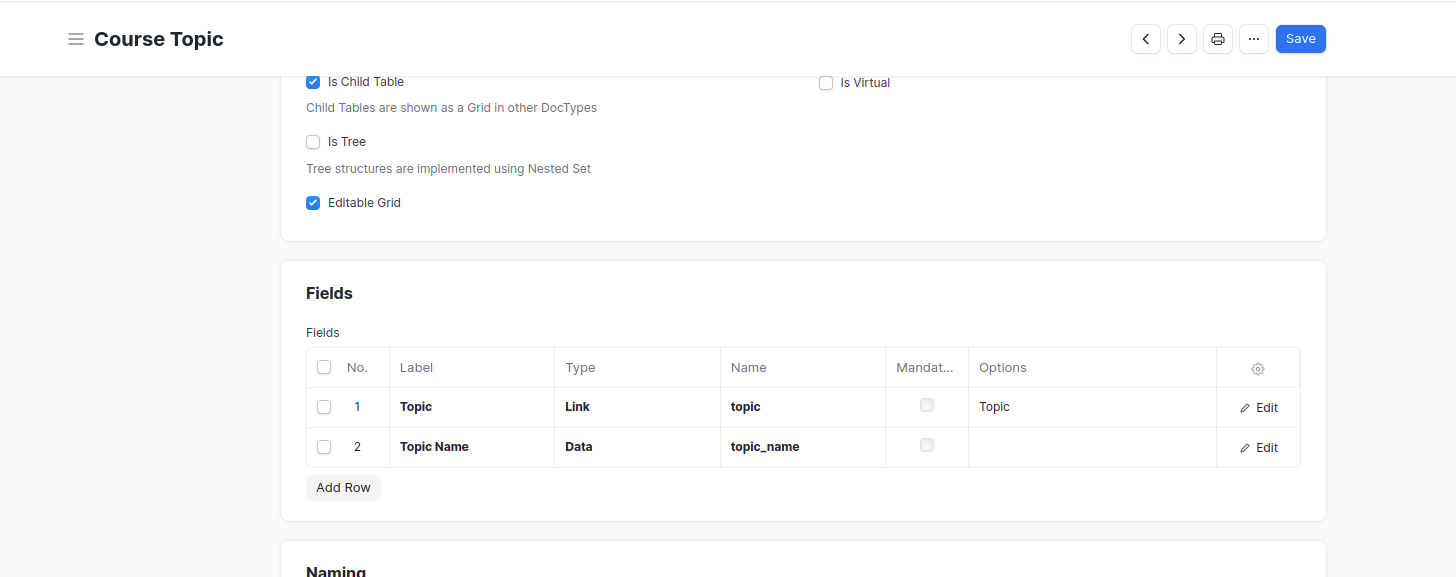 Course Topic
Save
Is Child Table
Is Virtual
Child Tables are shown as a Grid in other DocTypes
Is Tree
Tree structures are implemented using Nested Set
Editable Grid
Fields
Fields
No. Label Type Name Mandat... Options
1 Topic Link topic Topic Edit
2 Topic Name Data topic_name Edit
Add Row
Naming